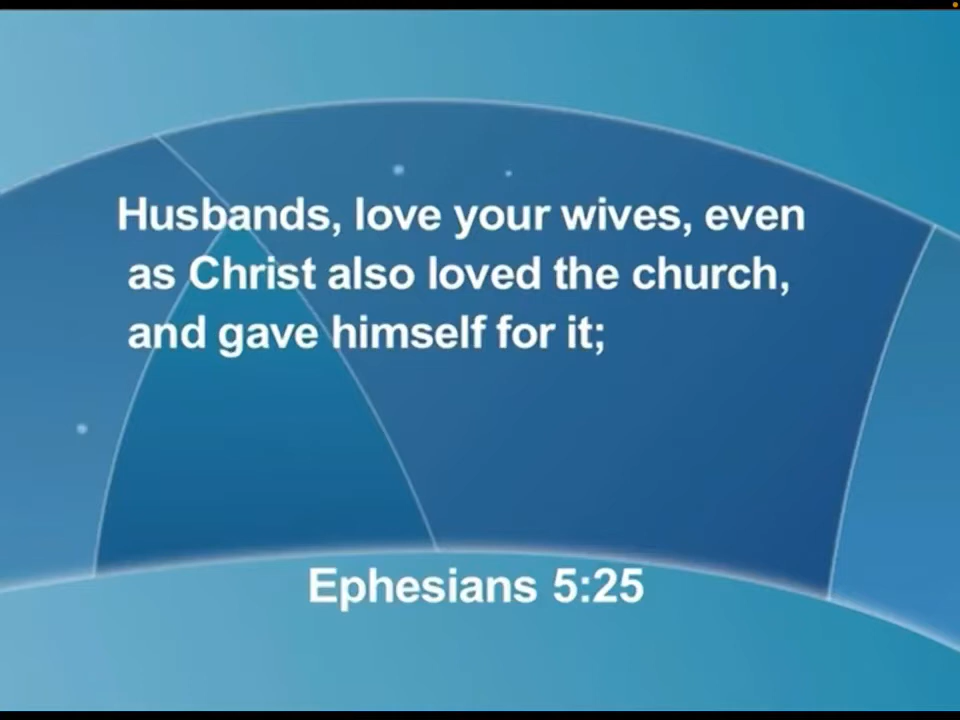 Husbands, love your wives, even
as Christ also loved the church,
and gave himself for it;
Ephesians 5:25